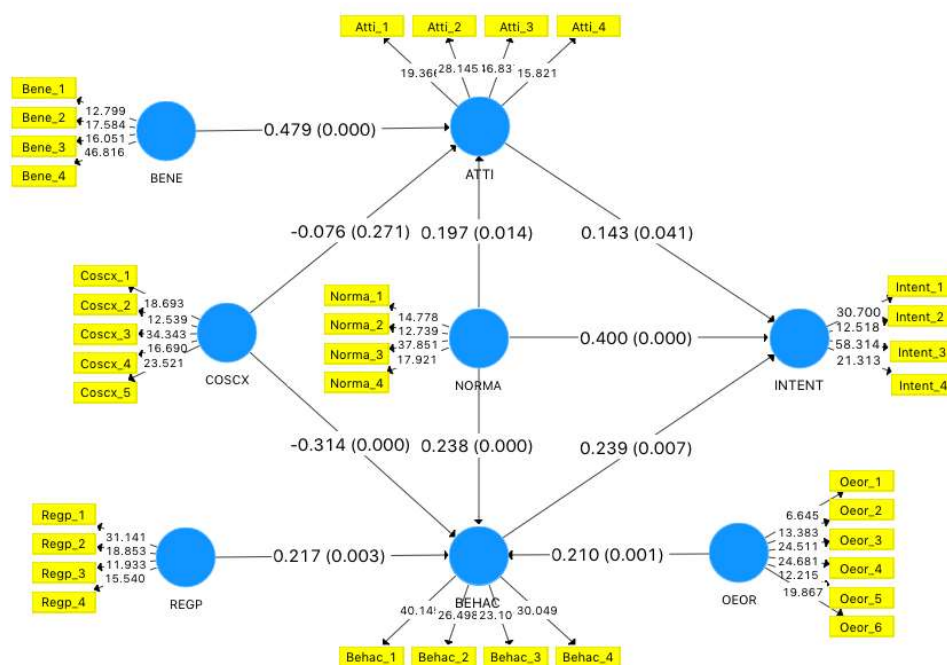 Atti_1
Atti_2
Atti_3
Atti_4
19.366
28.145
15.821
Bene_1
Bene_2
Bene_3
Bene_4
12.799
17.584
16.051
46.816
BENE
0.479 (0.000)
ATTI
-0.076 (0.271)
0.197 (0.014)
0.143 (0.041)
Coscx_1
Coscx_2
Coscx_3
Coscx_4
Coscx_5
18.693
12.539
34.343
16.690
23.521
COSCX
Norma_1
Norma_2
Norma_3
Norma_4
14.778
12.739
37.851
17.921
NORMA
0.400 (0.000)
Intent_1
Intent_2
Intent_3
Intent_4
30.700
12.518
58.314
21.313
INTENT
-0.314 (0.000)
0.238 (0.000)
0.239 (0.007)
Regp_1
Regp_2
Regp_3
Regp_4
31.141
18.853
11.933
15.540
REGP
0.217 (0.003)
BEHAC
0.210 (0.001)
OEOR
Oeor_1
Oeor_2
Oeor_3
Oeor_4
Oeor_5
Oeor_6
6.645
13.383
24.511
24.681
12.215
19.867
26.498
30.049
Behac_1
Behac_2
Behac_3
Behac_4